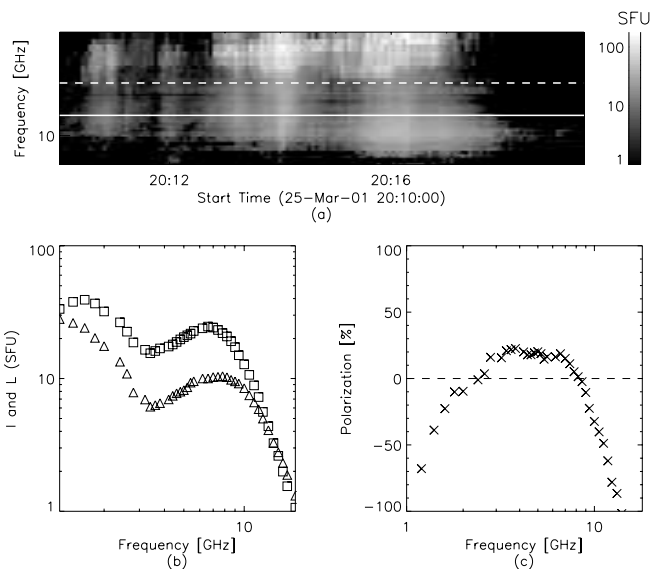 SFU
100
10
1
Frequency [GHz]
10
20:12
20:16
Start Time (25-Mar-01 20:10:00)
(a)
100
10
1
I and L (SFU)
10
Frequency [GHz]
(b)
100
50
0
-50
-100
Polarization [%]
1
10
Frequency [GHz]
(c)